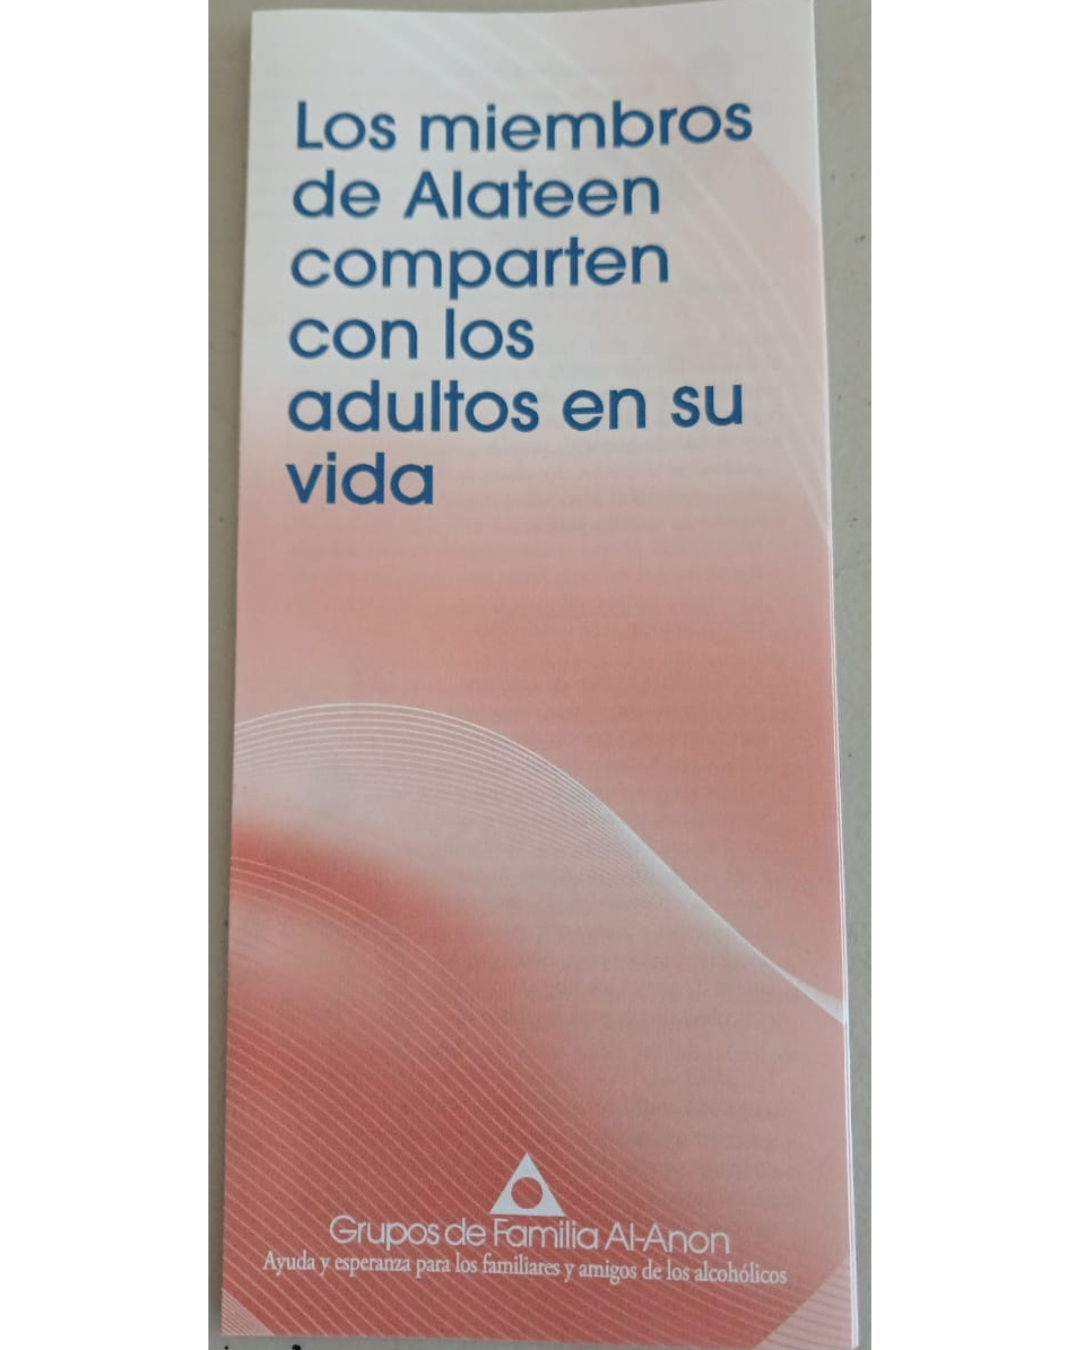 Los miembros
de Alateen
comparten
con los
adultos en su
vida
Grupos de Familia Al-Anon
Ayuda y esperanza para los familiares y amigos de los alcohólicos